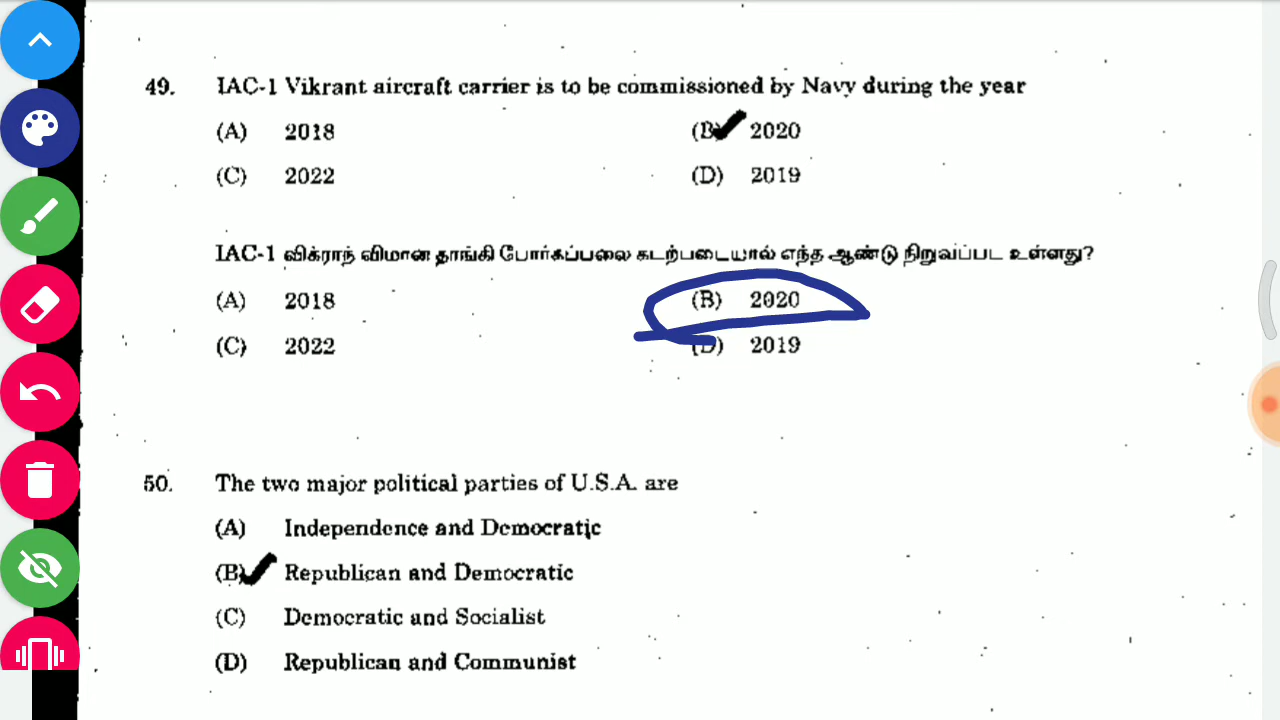 49. IAC-1 Vikrant aircraft carrier is to be commissioned by Navy during the year
(A) 2018 (B) 2020
(C) 2022 (D) 2019
IAC-1 விக்ராந் விமான தாங்கி போர்கப்பலை கடற்படையால் எந்த ஆண்டு நிறுவப்பட உள்ளது?
(A) 2018 (B) 2020
(C) 2022 (D) 2019
50. The two major political parties of U.S.A. are
(A) Independence and Democratic
(B) Republican and Democratic
(C) Democratic and Socialist
(D) Republican and Communist